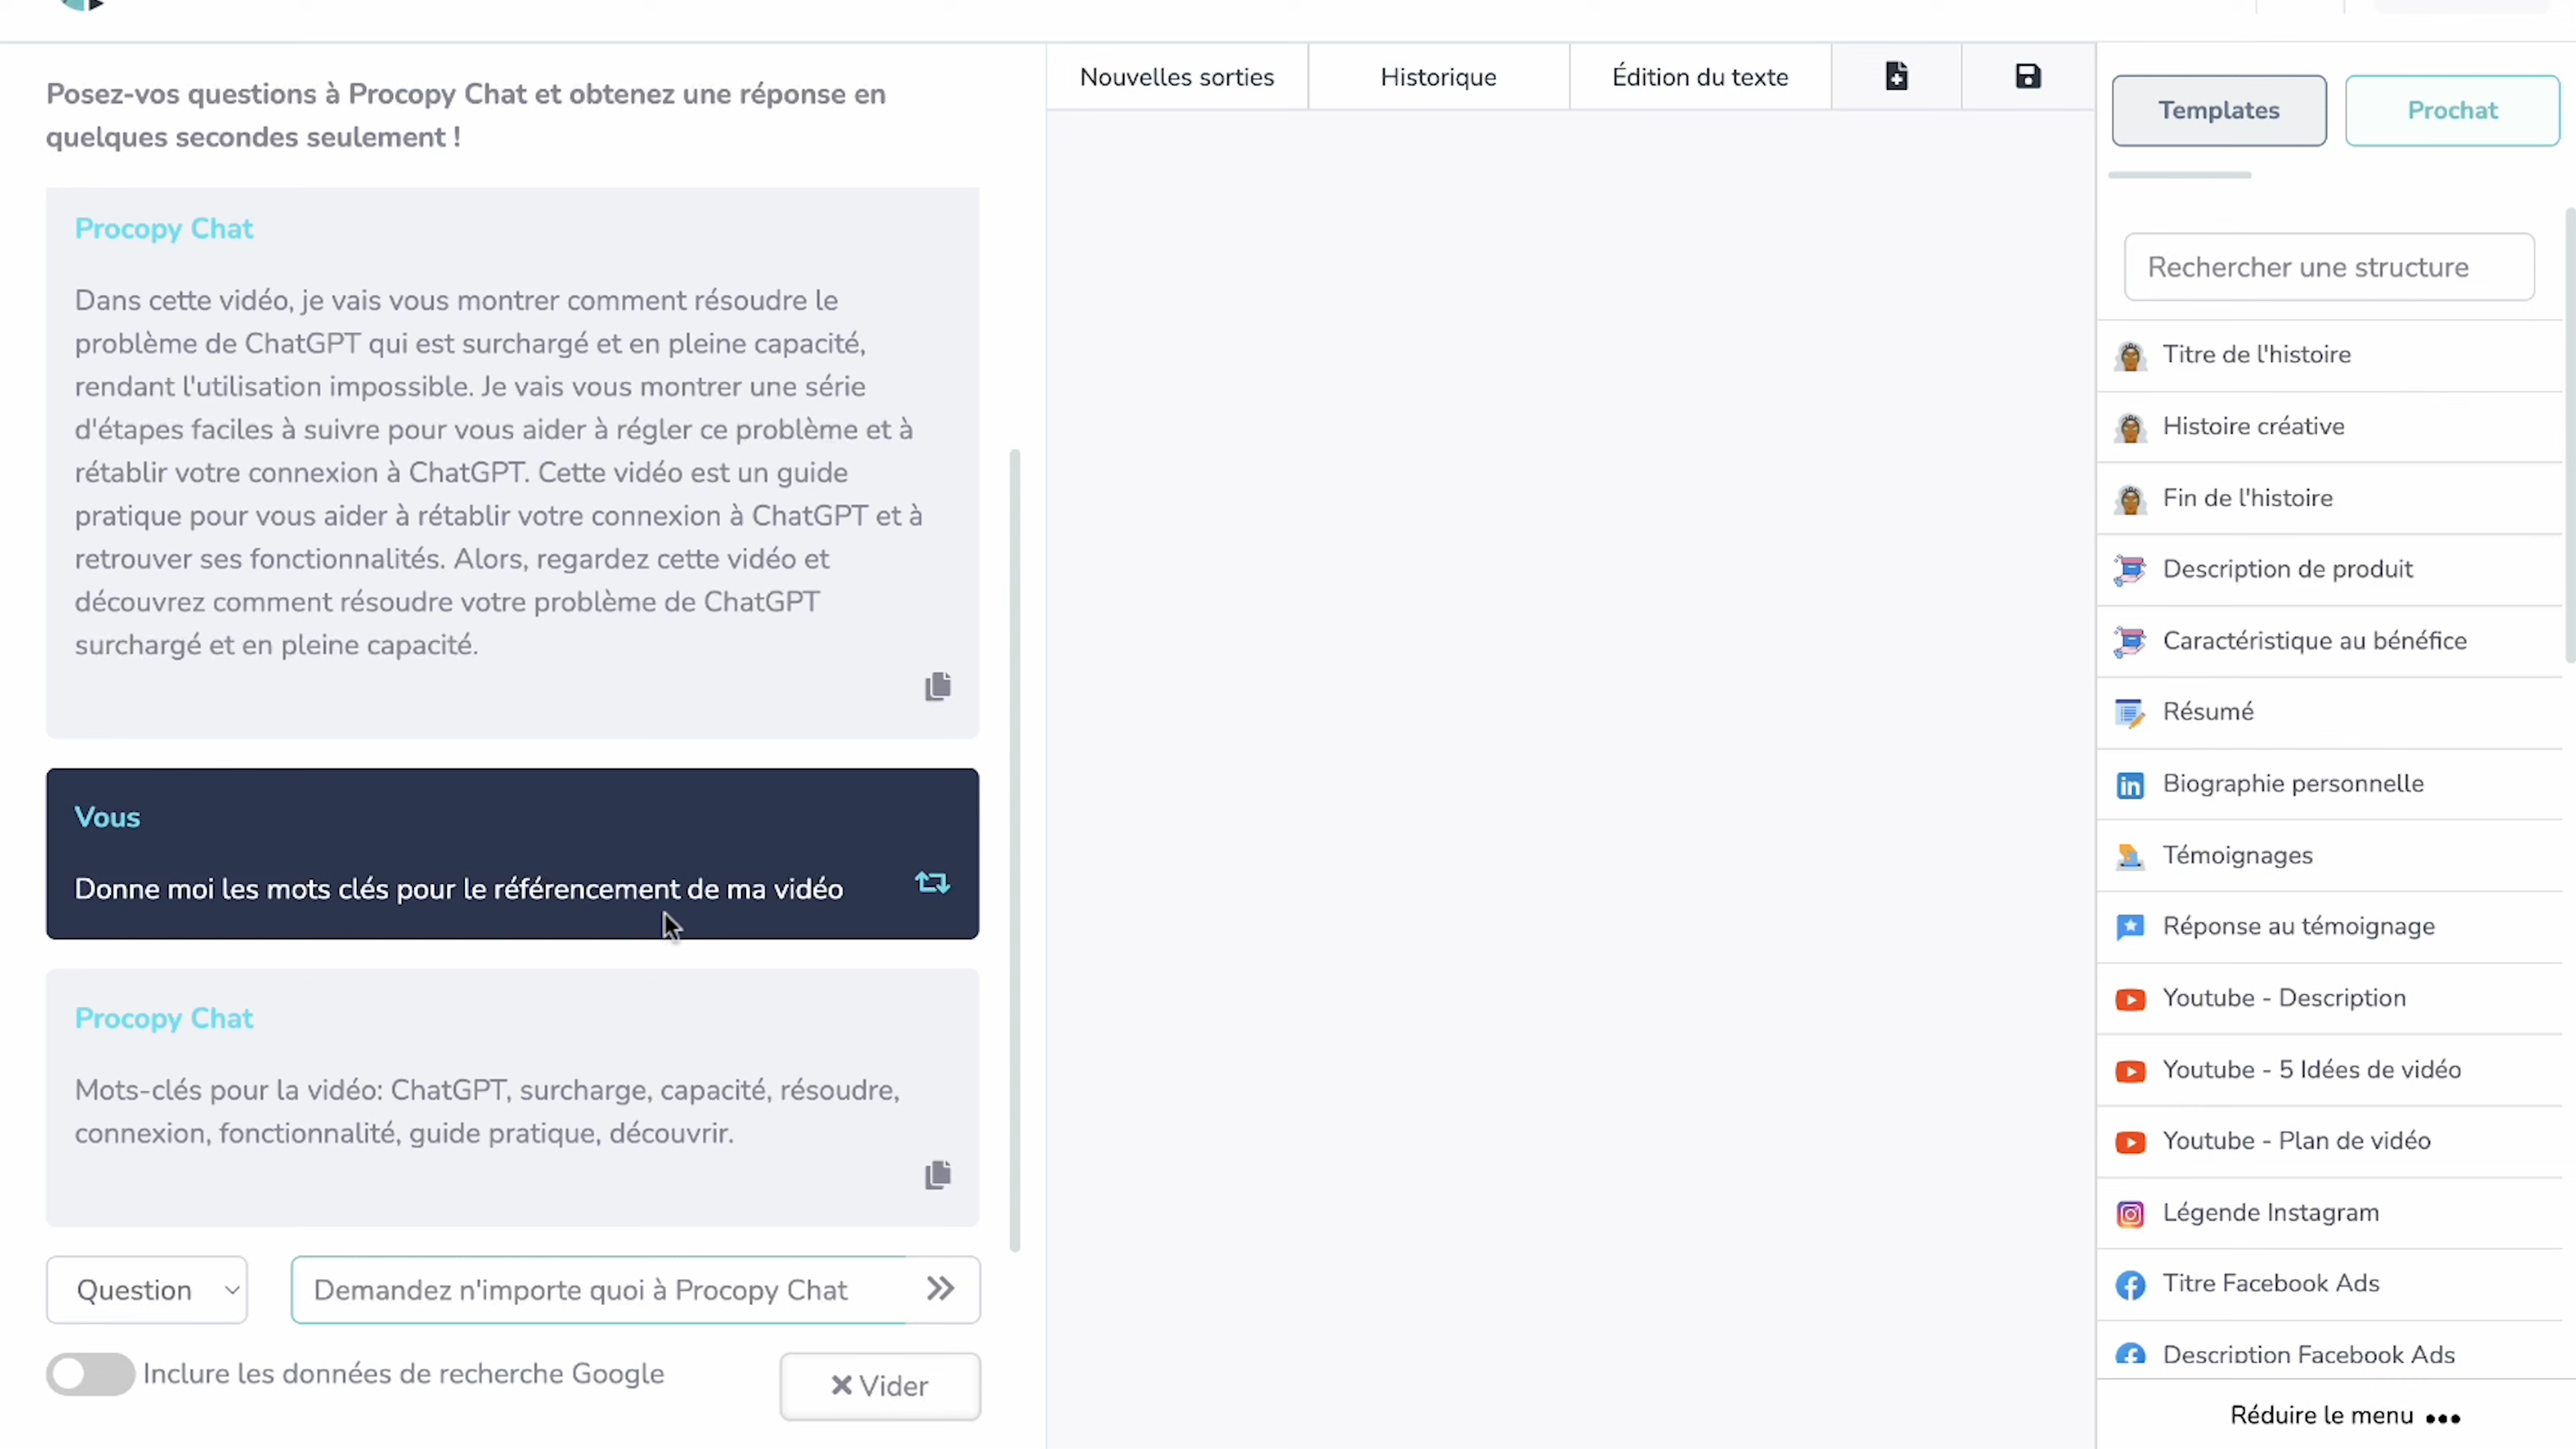 Posez-vos questions à Procopy Chat et obtenez une réponse en
quelques secondes seulement !
Procopy Chat
Dans cette vidéo, je vais vous montrer comment résoudre le
problème de ChatGPT qui est surchargé et en pleine capacité,
rendant l'utilisation impossible. Je vais vous montrer une série
d'étapes faciles à suivre pour vous aider à régler ce problème et à
rétablir votre connexion à ChatGPT. Cette vidéo est un guide
pratique pour vous aider à rétablir votre connexion à ChatGPT et à
retrouver ses fonctionnalités. Alors, regardez cette vidéo et
découvrez comment résoudre votre problème de ChatGPT
surchargé et en pleine capacité.
Vous
Donne moi les mots clés pour le référencement de ma vidéo
Procopy Chat
Mots-clés pour la vidéo: ChatGPT, surcharge, capacité, résoudre,
connexion, fonctionnalité, guide pratique, découvrir.
Question
Demandez n'importe quoi à Procopy Chat
Inclure les données de recherche Google
Vider
Nouvelles sorties
Historique
Édition du texte
Templates
Prochat
Rechercher une structure
Titre de l'histoire
Histoire créative
Fin de l'histoire
Description de produit
Caractéristique au bénéfice
Résumé
Biographie personnelle
Témoignages
Réponse au témoignage
Youtube - Description
Youtube - 5 Idées de vidéo
Youtube - Plan de vidéo
Légende Instagram
Titre Facebook Ads
Description Facebook Ads
Réduire le menu